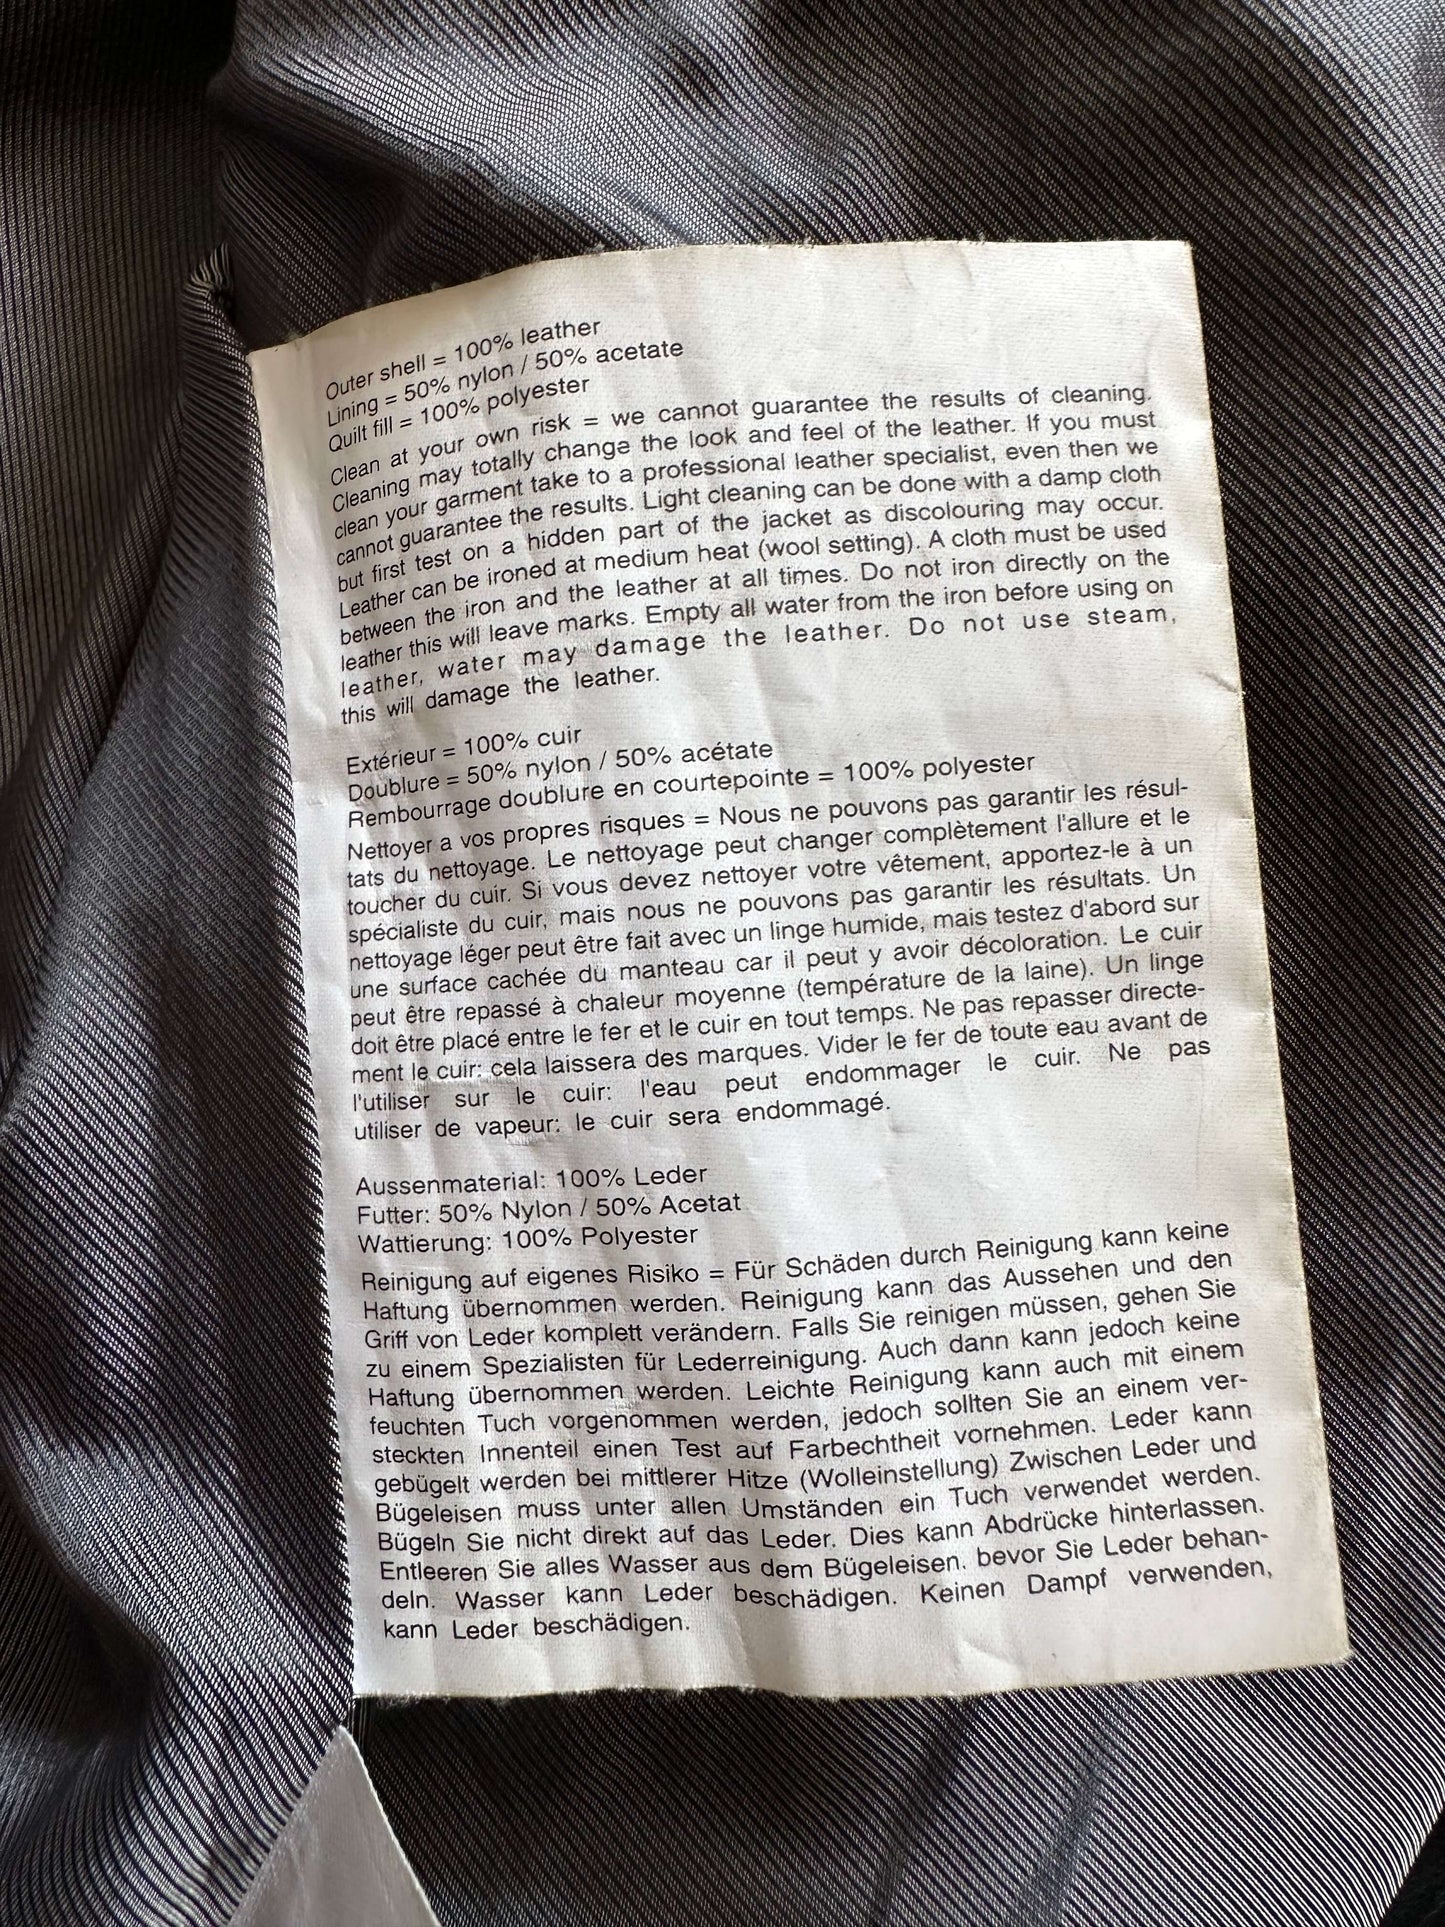 Outer shell = 100% leather
Lining = 50% nylon / 50% acetate
Quilt fill = 100% polyester
Clean at your own risk = we cannot guarantee the results of cleaning.
Cleaning may totally change the look and feel of the leather. If you must
clean your garment take to a professional leather specialist, even then we
cannot guarantee the results. Light cleaning can be done with a damp cloth
but first test on a hidden part of the jacket as discolouring may occur.
Leather can be ironed at medium heat (wool setting). A cloth must be used
between the iron and the leather at all times. Do not iron directly on the
leather this will leave marks. Empty all water from the iron before using on
leather, water may damage the leather. Do not use steam,
this will damage the leather.
Extérieur = 100% cuir
Doublure = 50% nylon / 50% acétate
Rembourrage doublure en courtepointe = 100% polyester
Nettoyer a vos propres risques = Nous ne pouvons pas garantir les résul-
tats du nettoyage. Le nettoyage peut changer complètement l'allure et le
toucher du cuir. Si vous devez nettoyer votre vêtement, apportez-le à un
spécialiste du cuir, mais nous ne pouvons pas garantir les résultats. Un
nettoyage léger peut être fait avec un linge humide, mais testez d'abord sur
une surface cachée du manteau car il peut y avoir décoloration. Le cuir
peut être repassé à chaleur moyenne (température de la laine). Un linge
doit être placé entre le fer et le cuir en tout temps. Ne pas repasser directe-
ment le cuir: cela laissera des marques. Vider le fer de toute eau avant de
l'utiliser sur le cuir: l'eau peut endommager le cuir. Ne pas
utiliser de vapeur: le cuir sera endommagé.
Aussenmaterial: 100% Leder
Futter: 50% Nylon / 50% Acetat
Wattierung: 100% Polyester
Reinigung auf eigenes Risiko = Für Schäden durch Reinigung kann keine
Haftung übernommen werden. Reinigung kann das Aussehen und den
Griff von Leder komplett verändern. Falls Sie reinigen müssen, gehen Sie
zu einem Spezialisten für Lederreinigung. Auch dann kann jedoch keine
Haftung übernommen werden. Leichte Reinigung kann auch mit einem
feuchten Tuch vorgenommen werden, jedoch sollten Sie an einem ver-
steckten Innenteil einen Test auf Farbechtheit vornehmen. Leder kann
gebügelt werden bei mittlerer Hitze (Wolleinstellung) Zwischen Leder und
Bügeleisen muss unter allen Umständen ein Tuch verwendet werden.
Bügeln Sie nicht direkt auf das Leder. Dies kann Abdrücke hinterlassen.
Entleeren Sie alles Wasser aus dem Bügeleisen. bevor Sie Leder behan-
deln. Wasser kann Leder beschädigen. Keinen Dampf verwenden,
kann Leder beschädigen.